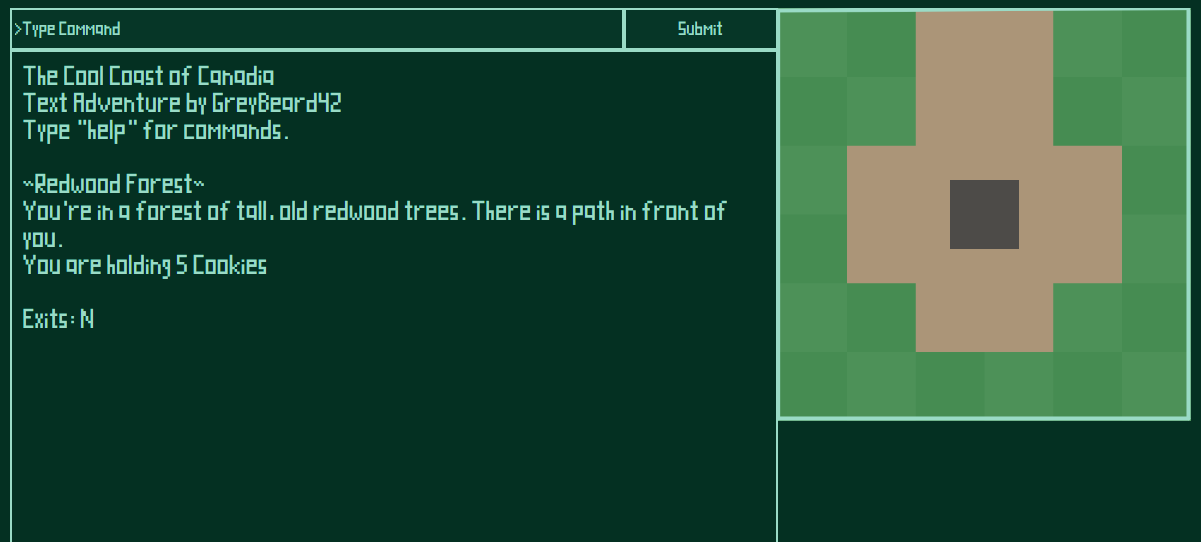 >Type Command
Submit
The Cool Coast of Canadia
Text Adventure by GreyBeard42
Type "help" for commands.
~Redwood Forest~
You're in a forest of tall, old redwood trees. There is a path in front of
you.
You are holding 5 Cookies
Exits: N